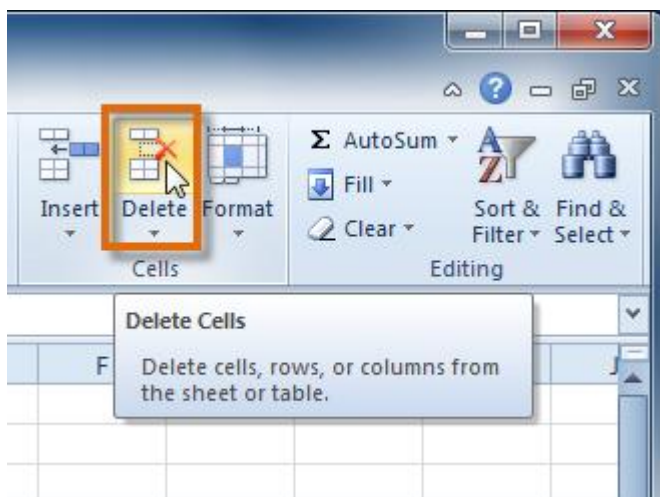 Σ AutoSum
Fill
Clear
Insert Delete Format
A
Z
Sort &
Filter
Find &
Select
Cells
Editing
Delete Cells
Delete cells, rows, or columns from
the sheet or table.
F
J